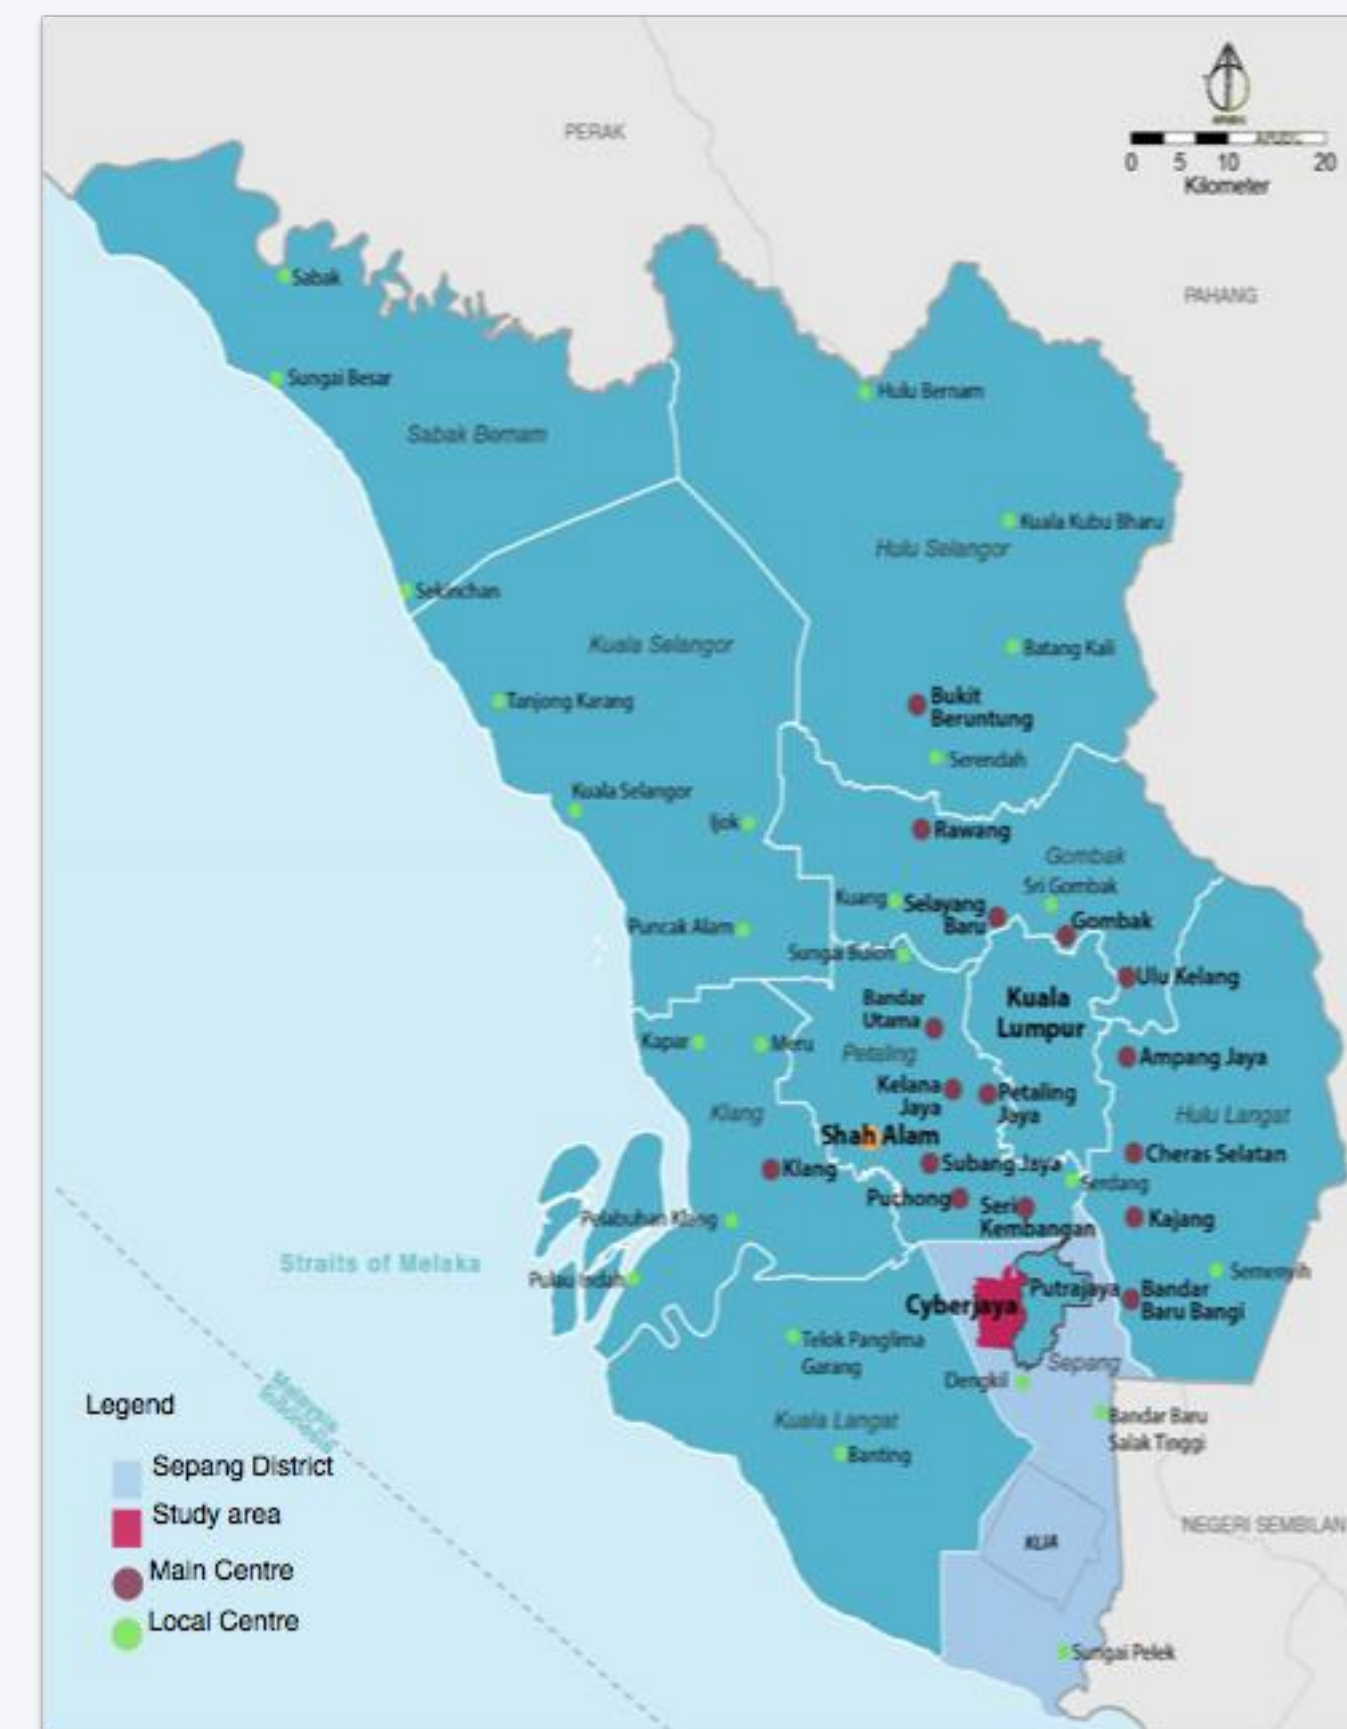 PERAK
0 5 10 20
Kilometer
PAHANG
Sabak
Sungai Besar
Hulu Bernam
Sabak Bernam
Kuala Kubu Bharu
Hulu Selangor
Sekinchan
Kuala Selangor
Batang Kali
Tanjong Karang
Bukit
Beruntung
Serendah
Kuala Selangor
Ijok
Rawang
Gombak
Sri Gombak
Kuang
Selayang
Baru
Gombak
Puncak Alam
Sungai Buloh
Ulu Kelang
Bandar
Utama
Kuala
Lumpur
Kapar
Meru
Petaling
Ampang Jaya
Kelana
Jaya
Petaling
Jaya
Klang
Hulu Langat
Shah Alam
Klang
Subang Jaya
Cheras Selatan
Serdang
Puchong
Seri
Kembangan
Kajang
Pelabuhan Klang
Straits of Melaka
Pulau Indah
Semenyih
Cyberjaya
Putrajaya
Bandar
Baru Bangi
Telok Panglima
Garang
Sepang
Dengkil
Legend
Kuala Langat
Bandar Baru
Salak Tinggi
Banting
Sepang District
Study area
Main Centre
Local Centre
NEGERI SEMBILAN
KLIA
Sungai Pelek